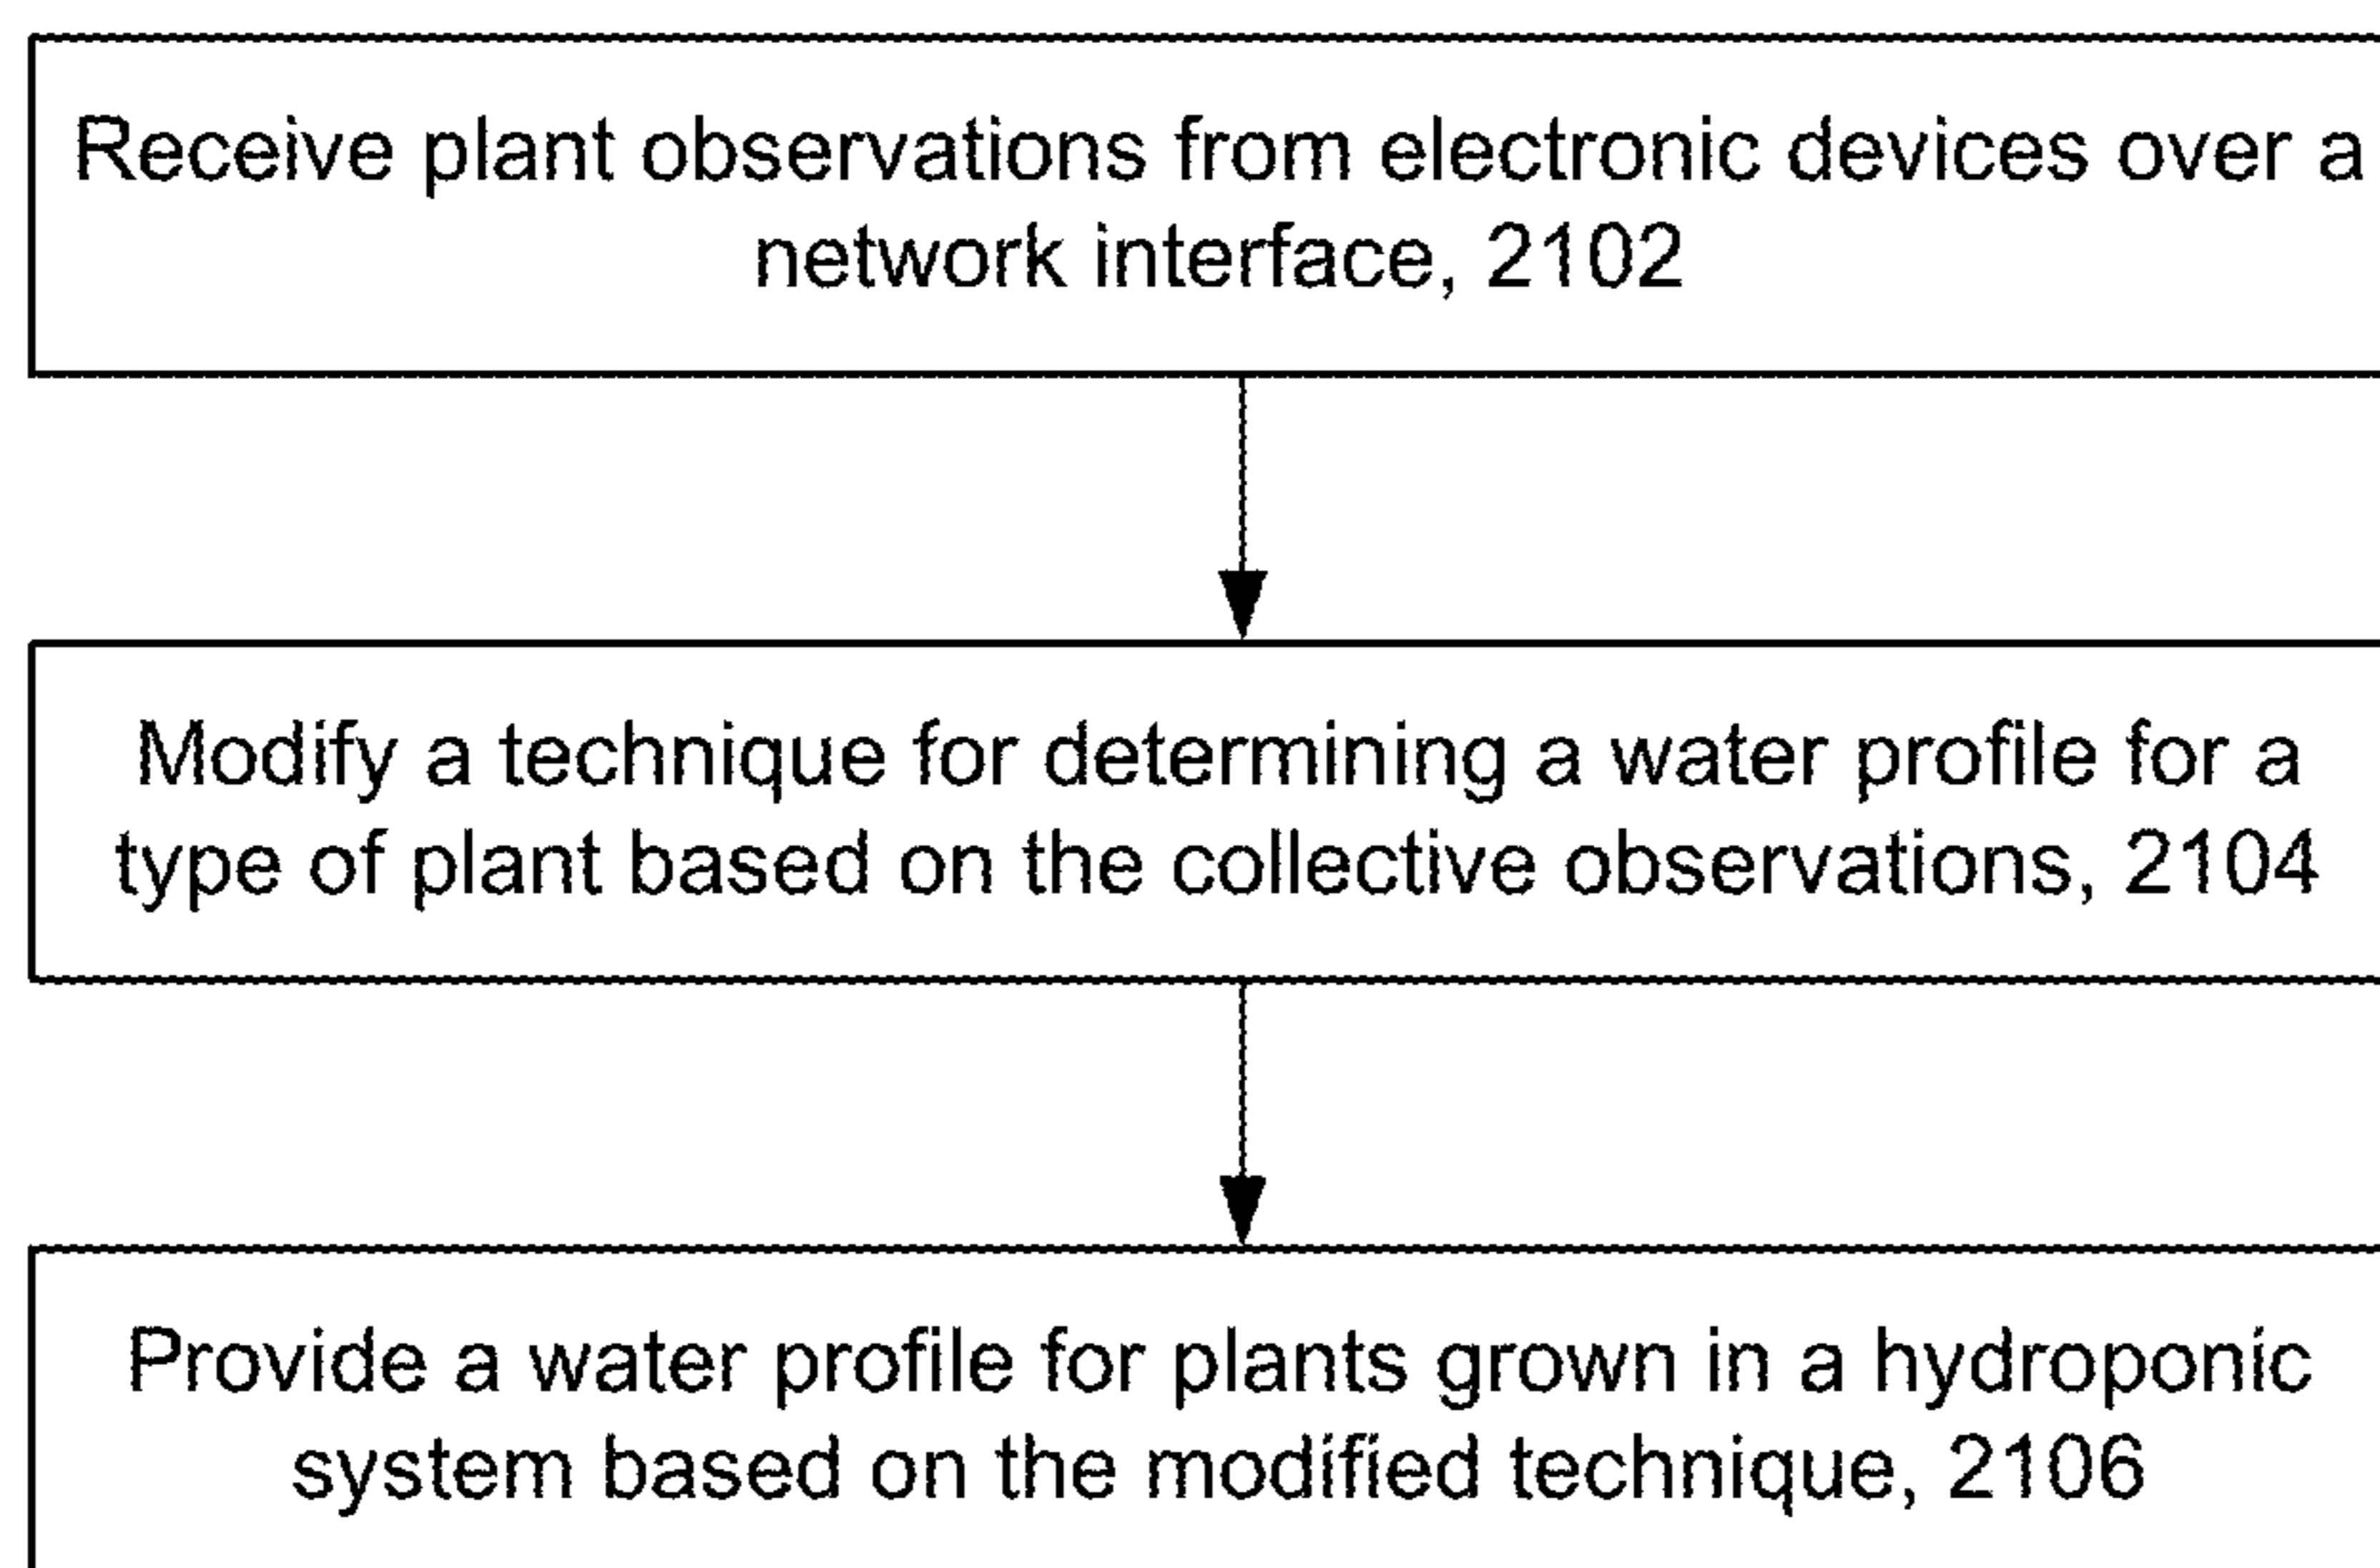 Receive plant observations from electronic devices over a
network interface, 2102
Modify a technique for determining a water profile for a
type of plant based on the collective observations, 2104
Provide a water profile for plants grown in a hydroponic
system based on the modified technique, 2106